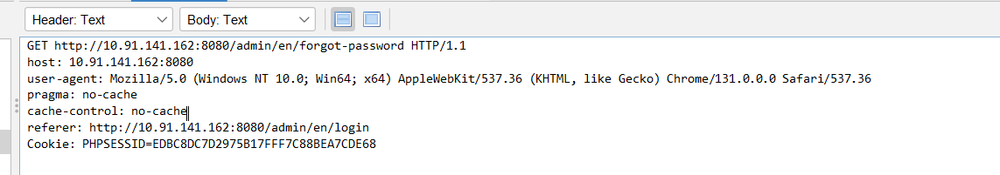 Header: Text Body: Text
GET http://10.91.141.162:8080/admin/en/forgot-password HTTP/1.1
host: 10.91.141.162:8080
user-agent: Mozilla/5.0 (Windows NT 10.0; Win64; x64) AppleWebKit/537.36 (KHTML, like Gecko) Chrome/131.0.0.0 Safari/537.36
pragma: no-cache
cache-control: no-cache
referer: http://10.91.141.162:8080/admin/en/login
Cookie: PHPSESSID=EDBC8DC7D2975B17FFF7C88BEA7CDE68